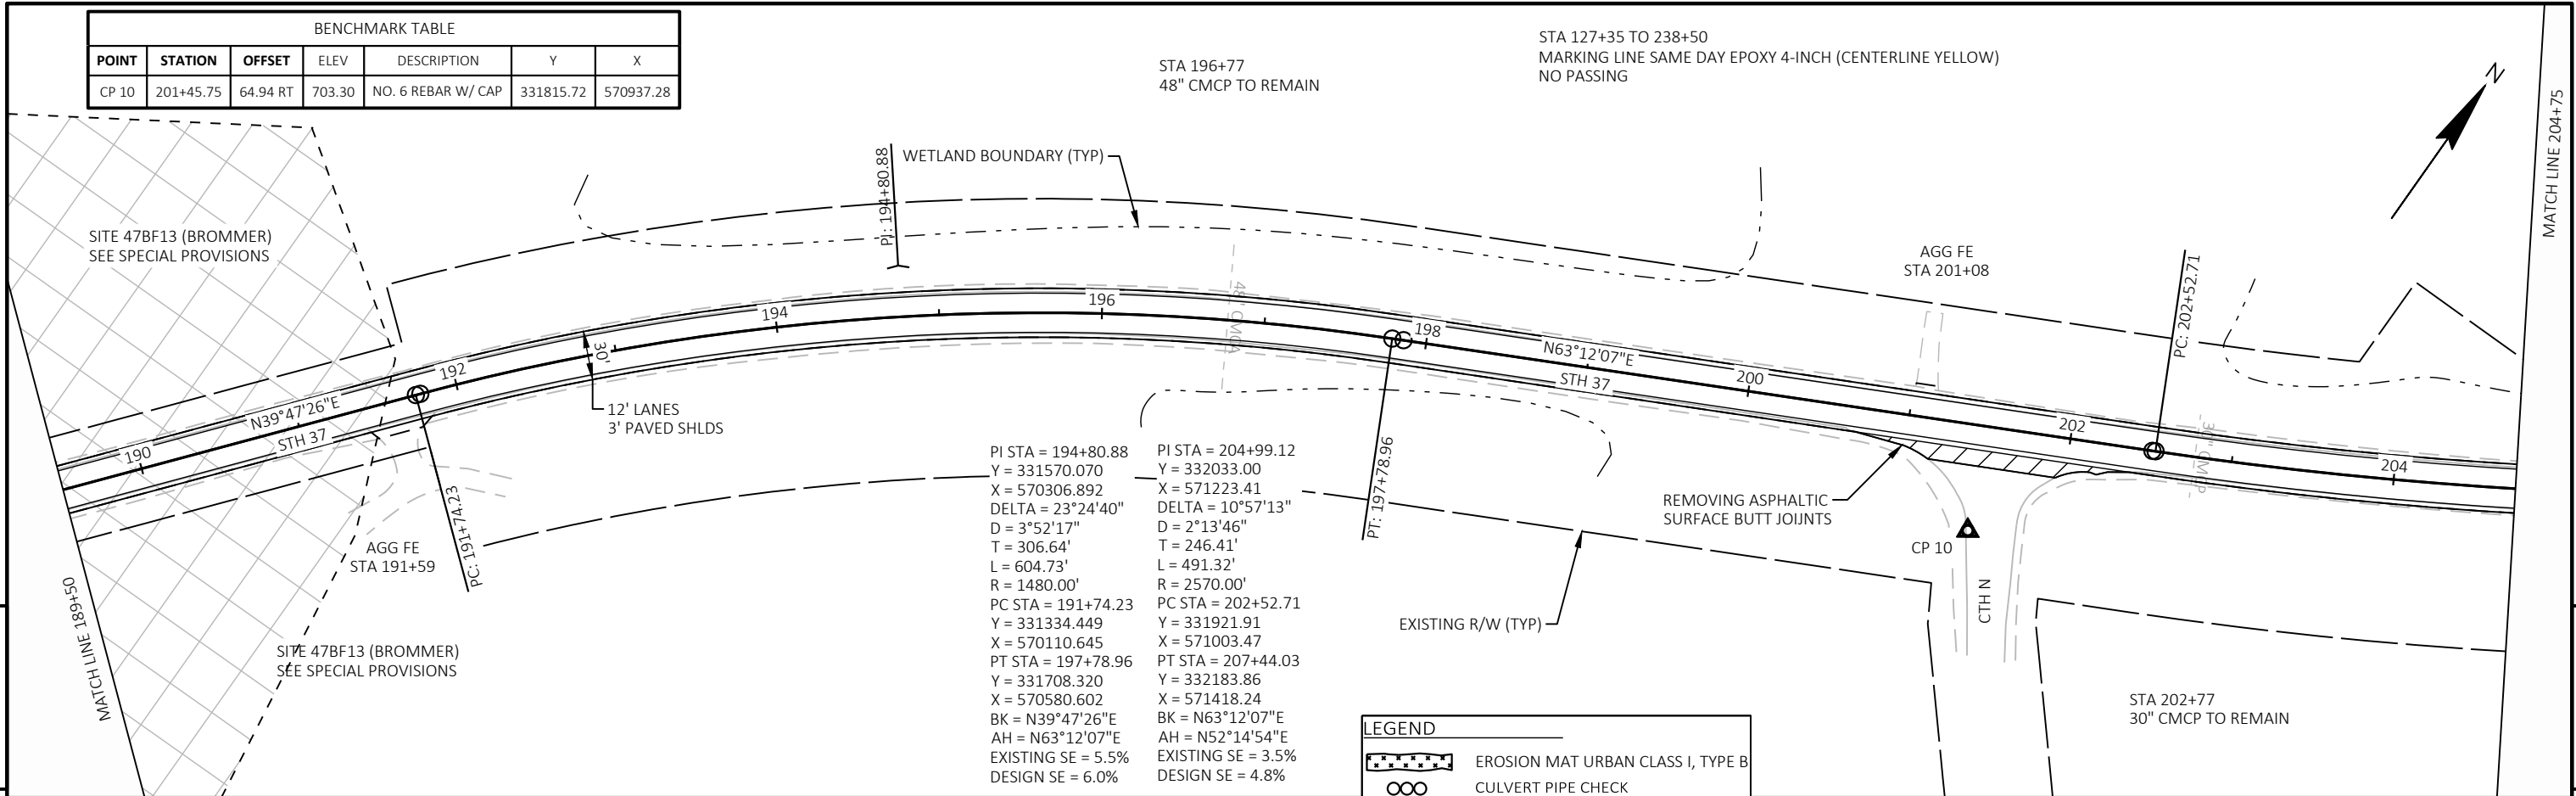 BENCHMARK TABLE
POINT STATION OFFSET ELEV DESCRIPTION Y X
CP 10 201+45.75 64.94 RT 703.30 NO. 6 REBAR W/ CAP 331815.72 570937.28
STA 196+77
48" CMCP TO REMAIN
STA 127+35 TO 238+50
MARKING LINE SAME DAY EPOXY 4-INCH (CENTERLINE YELLOW)
NO PASSING
N
MATCH LINE 204+75
SITE 47BF13 (BROMMER)
SEE SPECIAL PROVISIONS
PI: 194+80.88
WETLAND BOUNDARY (TYP)
AGG FE
STA 201+08
PC: 202+52.71
190
192
194
196
198
200
202
204
N39°47'26"E
STH 37
30'
12' LANES
3' PAVED SHLDS
48" CMCP
N63°12'07"E
STH 37
30" CMCP
PC: 191+74.23
AGG FE
STA 191+59
MATCH LINE 189+50
SITE 47BF13 (BROMMER)
SEE SPECIAL PROVISIONS
PI STA = 194+80.88
Y = 331570.070
X = 570306.892
DELTA = 23°24'40"
D = 3°52'17"
T = 306.64'
L = 604.73'
R = 1480.00'
PC STA = 191+74.23
Y = 331334.449
X = 570110.645
PT STA = 197+78.96
Y = 331708.320
X = 570580.602
BK = N39°47'26"E
AH = N63°12'07"E
EXISTING SE = 5.5%
DESIGN SE = 6.0%
PI STA = 204+99.12
Y = 332033.00
X = 571223.41
DELTA = 10°57'13"
D = 2°13'46"
T = 246.41'
L = 491.32'
R = 2570.00'
PC STA = 202+52.71
Y = 331921.91
X = 571003.47
PT STA = 207+44.03
Y = 332183.86
X = 571418.24
BK = N63°12'07"E
AH = N52°14'54"E
EXISTING SE = 3.5%
DESIGN SE = 4.8%
PT: 197+78.96
REMOVING ASPHALTIC
SURFACE BUTT JOIJNTS
CP 10
CTH N
EXISTING R/W (TYP)
STA 202+77
30" CMCP TO REMAIN
LEGEND
EROSION MAT URBAN CLASS I, TYPE B
CULVERT PIPE CHECK